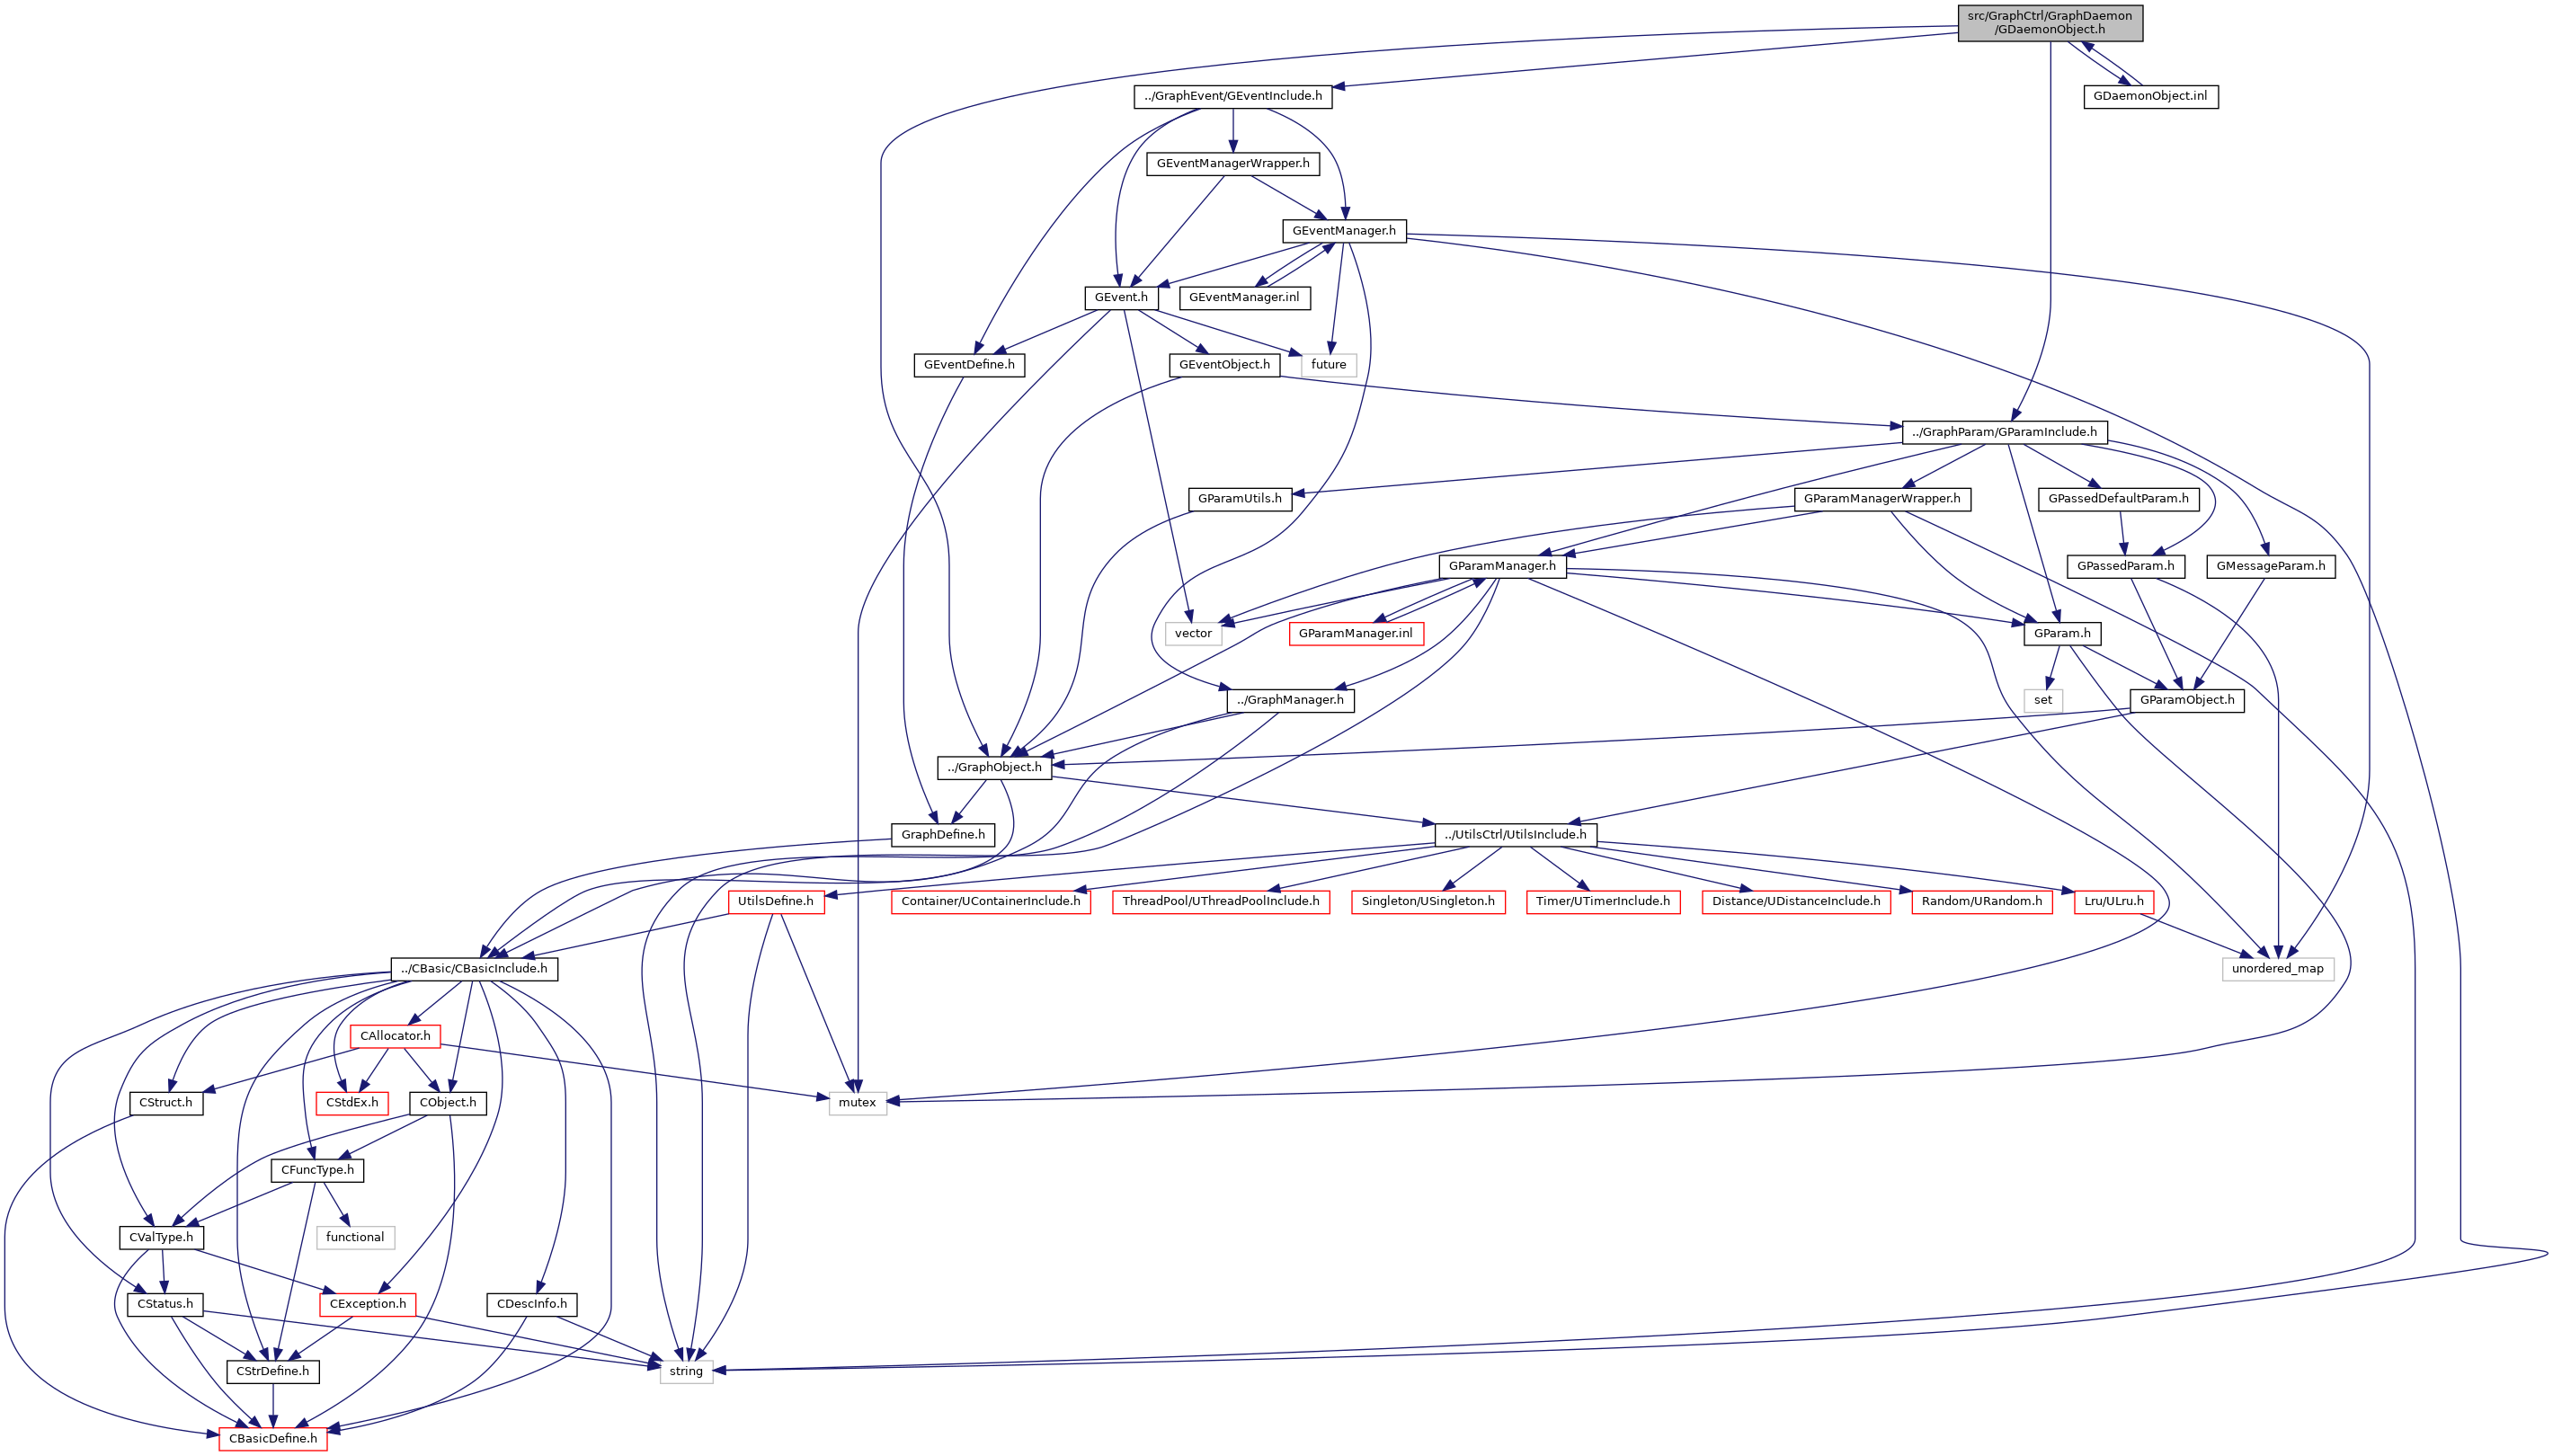 src/GraphCtrl/GraphDaemon
/GDaemonObject.h
../GraphEvent/GEventInclude.h
GDaemonObject.inl
GEventManagerWrapper.h
GEventManager.h
GEvent.h
GEventManager.inl
GEventDefine.h
GEventObject.h
future
../GraphParam/GParamInclude.h
GParamUtils.h
GParamManagerWrapper.h
GPassedDefaultParam.h
GParamManager.h
GPassedParam.h
GMessageParam.h
vector
GParamManager.inl
GParam.h
../GraphManager.h
set
GParamObject.h
../GraphObject.h
GraphDefine.h
../UtilsCtrl/UtilsInclude.h
UtilsDefine.h
Container/UContainerInclude.h
ThreadPool/UThreadPoolInclude.h
Singleton/USingleton.h
Timer/UTimerInclude.h
Distance/UDistanceInclude.h
Random/URandom.h
Lru/ULru.h
../CBasic/CBasicInclude.h
unordered_map
CAllocator.h
CStruct.h
CStdEx.h
CObject.h
mutex
CFuncType.h
CValType.h
functional
CStatus.h
CException.h
CDescInfo.h
CStrDefine.h
string
CBasicDefine.h